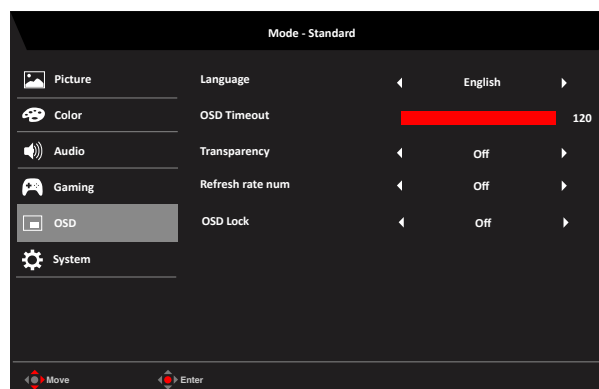 Mode - Standard
Picture
Language English
Color
OSD Timeout 120
Audio
Transparency Off
Gaming
Refresh rate num Off
OSD
OSD Lock Off
System
Move Enter